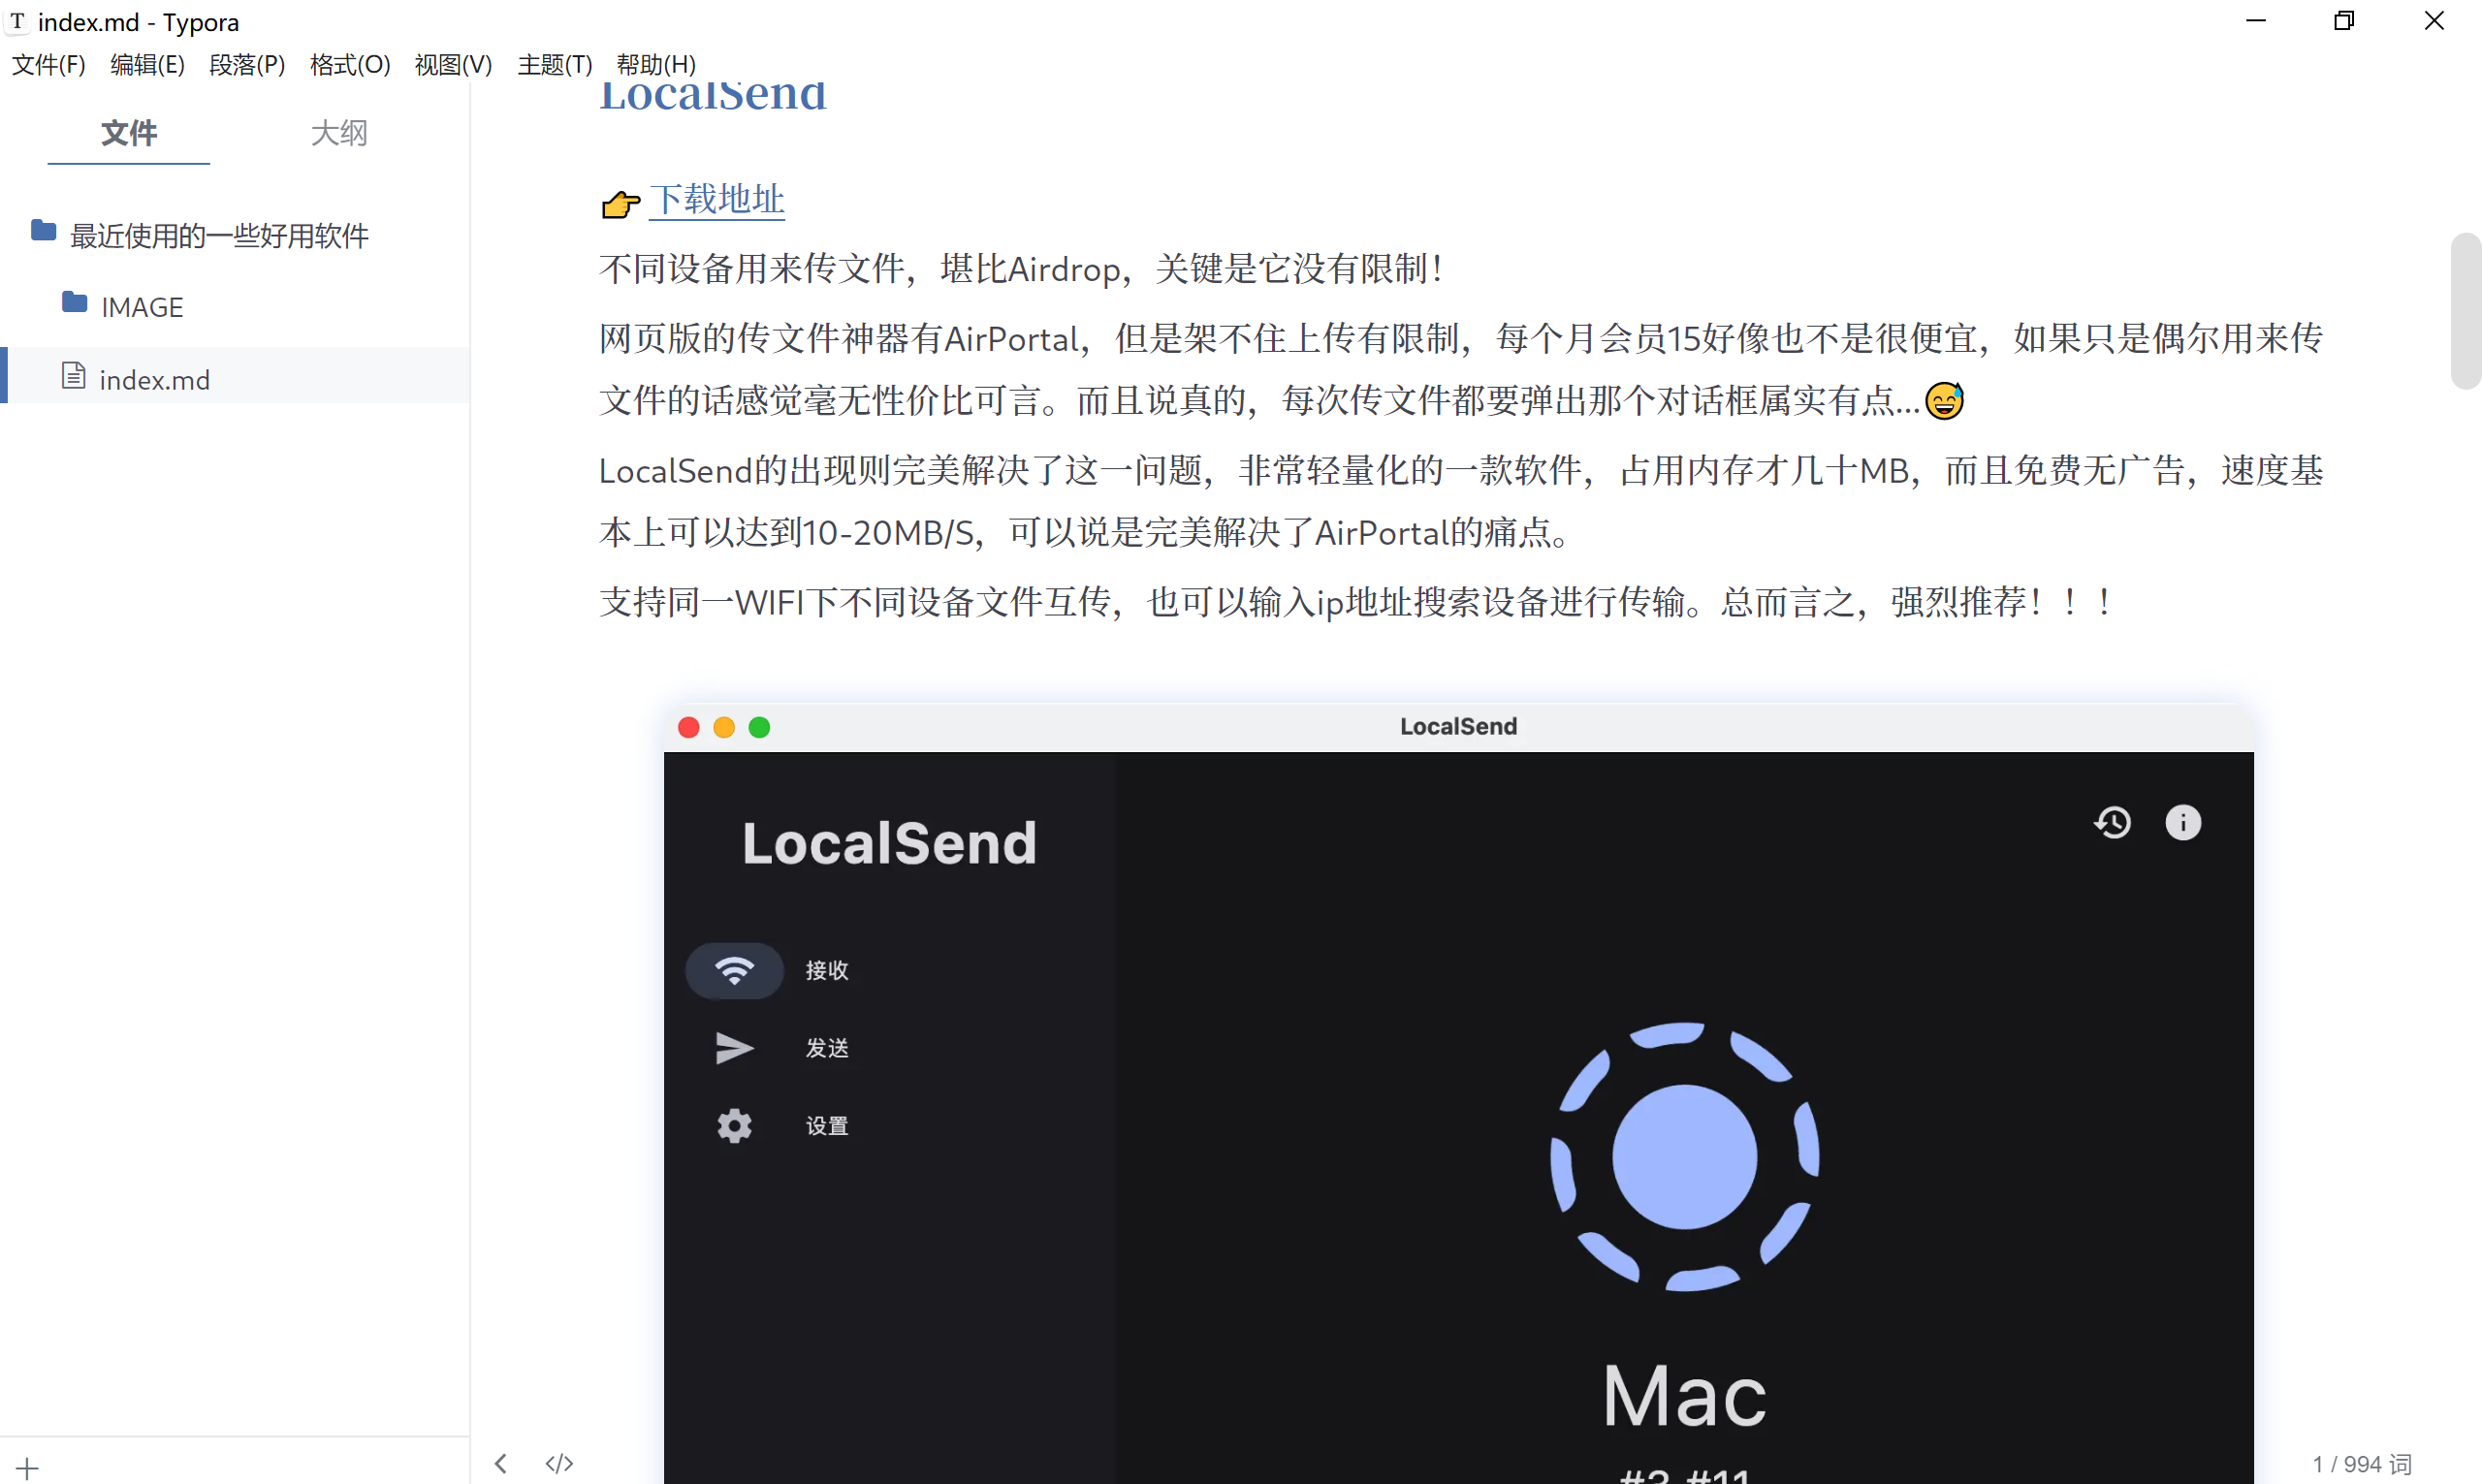 index.md - Typora
文件(F) 编辑(E) 段落(P) 格式(O) 视图(V) 主题(T) 帮助(H)
文件 大纲
最近使用的一些好用软件
IMAGE
index.md
LocalSend
👉 下载地址
不同设备用来传文件，堪比Airdrop，关键是它没有限制！
网页版的传文件神器有AirPortal，但是架不住上传有限制，每个月会员15好像也不是很便宜，如果只是偶尔用来传
文件的话感觉毫无性价比可言。而且说真的，每次传文件都要弹出那个对话框属实有点...😅
LocalSend的出现则完美解决了这一问题，非常轻量化的一款软件，占用内存才几十MB，而且免费无广告，速度基
本上可以达到10-20MB/S，可以说是完美解决了AirPortal的痛点。
支持同一WIFI下不同设备文件互传，也可以输入ip地址搜索设备进行传输。总而言之，强烈推荐！！！
LocalSend
LocalSend
接收
发送
设置
Mac
#3 #11
1 / 994 词